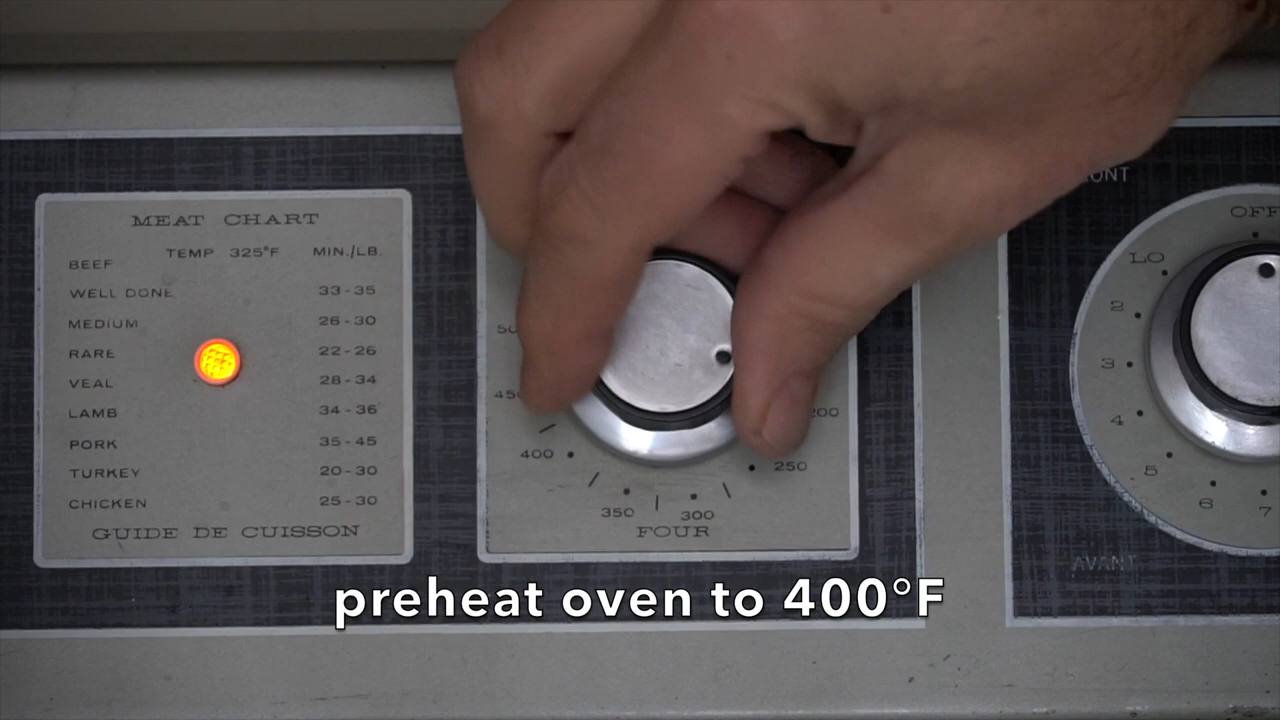 MEAT CHART
TEMP 325°F MIN./LB.
BEEF
WELL DONE 33-35
MEDIUM 26-30
RARE 22-26
VEAL 28-34
LAMB 34-36
PORK 35-45
TURKEY 20-30
CHICKEN 25-30
GUIDE DE CUISSON
450
400
350
300
250
200
FOUR
OFF
LO
2
3
4
5
6
7
AVANT
preheat oven to 400°F